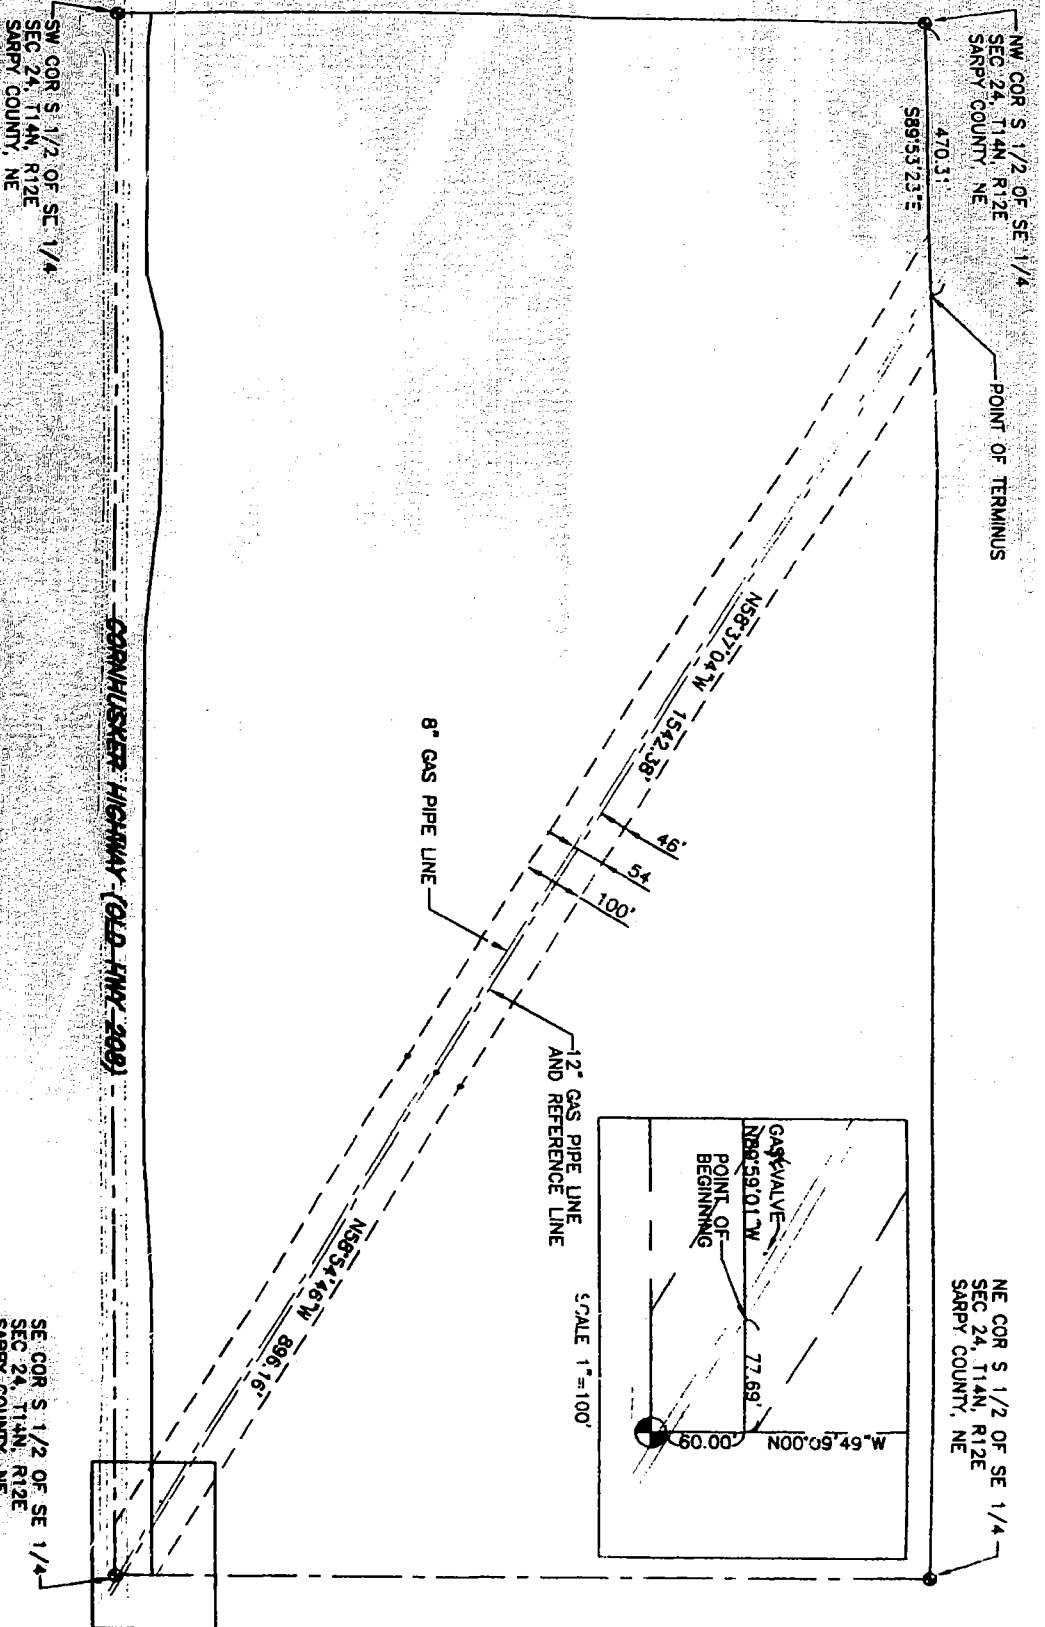 NW COR S 1/2 OF SE 1/4
SEC 24, T14N, R12E
SARPY COUNTY, NE
470.31'
S89°53'23"E
POINT OF TERMINUS
NE COR S 1/2 OF SE 1/4
SEC 24, T14N, R12E
SARPY COUNTY, NE
N58°37'04"W 1542.38'
46'
54
100'
8" GAS PIPE LINE
12" GAS PIPE LINE
AND REFERENCE LINE
N58°54'46"W 896.16'
GAS VALVE
N89°59'01"W
POINT OF
BEGINNING
77.69'
60.00'
N00°09'49"W
SCALE 1"=100'
CORNHUSKER HIGHWAY (OLD HWY 208)
SW COR S 1/2 OF SE 1/4
SEC 24, T14N, R12E
SARPY COUNTY, NE
SE COR S 1/2 OF SE 1/4
SEC 24, T14N, R12E
SARPY COUNTY, NE